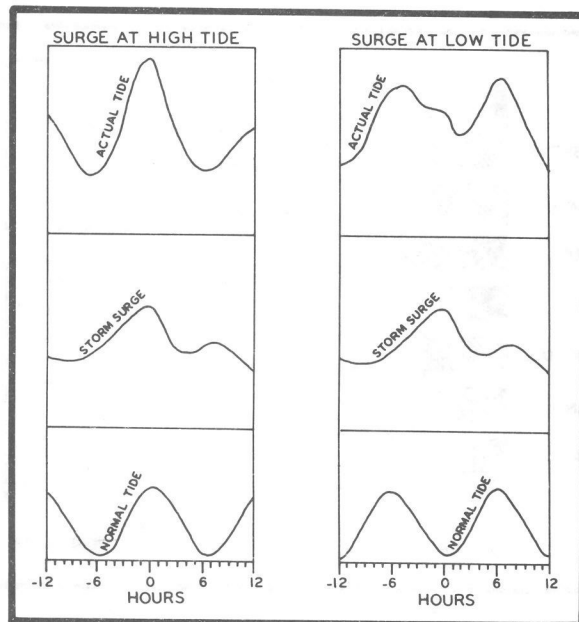 SURGE AT HIGH TIDE
ACTUAL TIDE
STORM SURGE
NORMAL TIDE
-12 -6 0 6 12
HOURS
SURGE AT LOW TIDE
ACTUAL TIDE
STORM SURGE
NORMAL TIDE
-12 -6 0 6 12
HOURS